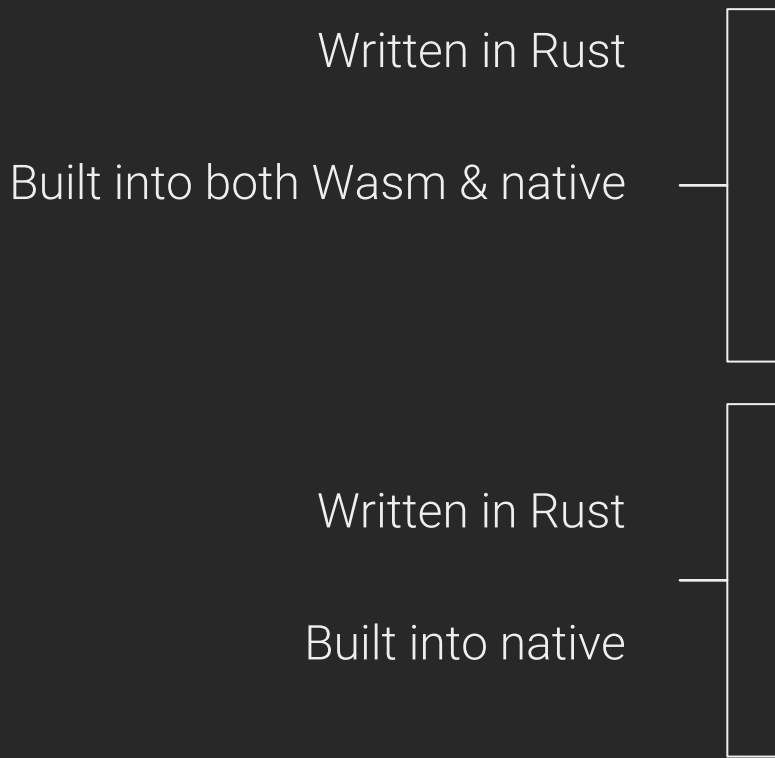 Written in Rust
Built into both Wasm & native
Written in Rust
Built into native